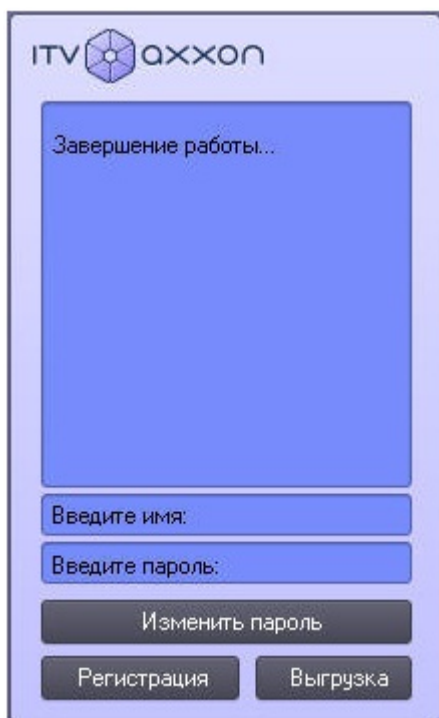 ITV AXXON
Завершение работы...
Введите имя:
Введите пароль:
Изменить пароль
Регистрация Выгрузка